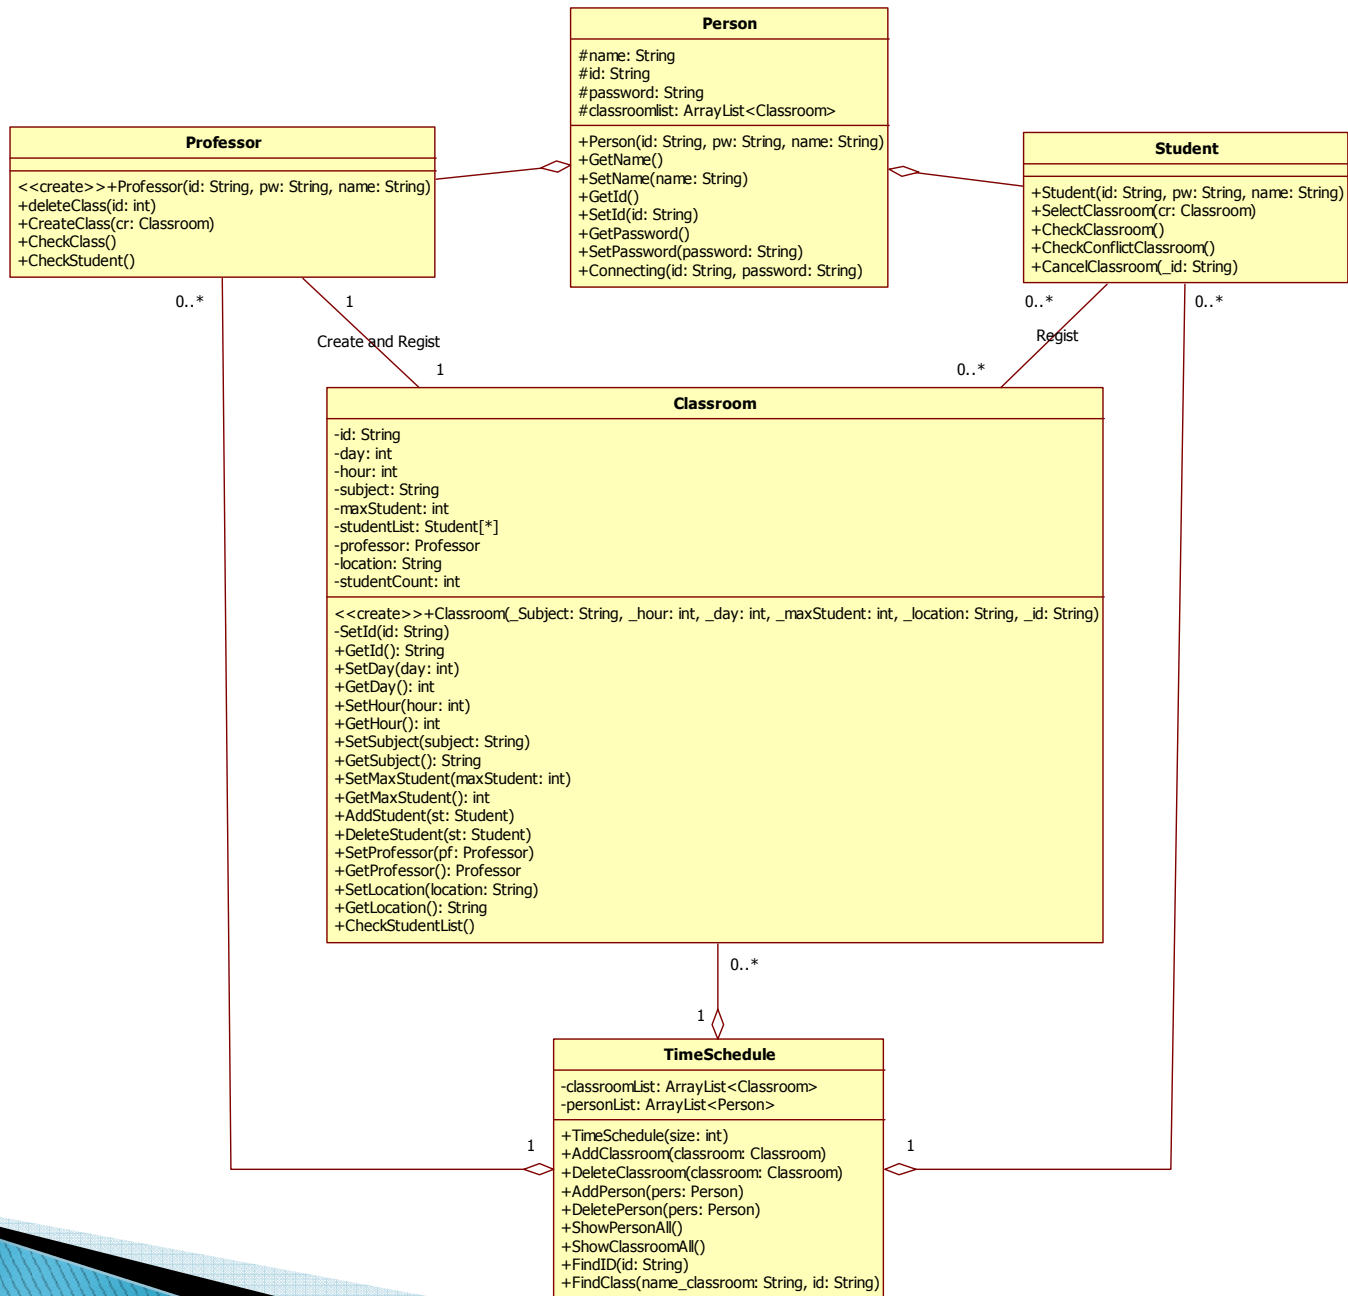 Person
#name: String
#id: String
#password: String
#classroomlist: ArrayList<Classroom>
+Person(id: String, pw: String, name: String)
+GetName()
+SetName(name: String)
+GetId()
+SetId(id: String)
+GetPassword()
+SetPassword(password: String)
+Connecting(id: String, password: String)
Professor
<<create>>+Professor(id: String, pw: String, name: String)
+deleteClass(id: int)
+CreateClass(cr: Classroom)
+CheckClass()
+CheckStudent()
Student
+Student(id: String, pw: String, name: String)
+SelectClassroom(cr: Classroom)
+CheckClassroom()
+CheckConflictClassroom()
+CancelClassroom(_id: String)
0..*
1
Create and Regist
1
0..*
0..*
Regist
0..*
Classroom
-id: String
-day: int
-hour: int
-subject: String
-maxStudent: int
-studentList: Student[*]
-professor: Professor
-location: String
-studentCount: int
<<create>>+Classroom(_Subject: String, _hour: int, _day: int, _maxStudent: int, _location: String, _id: String)
-SetId(id: String)
+GetId(): String
+SetDay(day: int)
+GetDay(): int
+SetHour(hour: int)
+GetHour(): int
+SetSubject(subject: String)
+GetSubject(): String
+SetMaxStudent(maxStudent: int)
+GetMaxStudent(): int
+AddStudent(st: Student)
+DeleteStudent(st: Student)
+SetProfessor(pf: Professor)
+GetProfessor(): Professor
+SetLocation(location: String)
+GetLocation(): String
+CheckStudentList()
0..*
1
TimeSchedule
-classroomList: ArrayList<Classroom>
-personList: ArrayList<Person>
+TimeSchedule(size: int)
+AddClassroom(classroom: Classroom)
+DeleteClassroom(classroom: Classroom)
+AddPerson(pers: Person)
+DeletePerson(pers: Person)
+ShowPersonAll()
+ShowClassroomAll()
+FindID(id: String)
+FindClass(name_classroom: String, id: String)
1
1